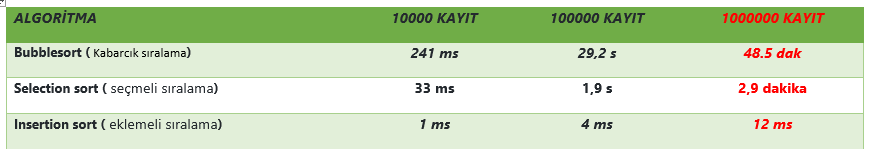 ALGORİTMA 10000 KAYIT 100000 KAYIT 1000000 KAYIT
Bubblesort ( Kabarcık sıralama) 241 ms 29,2 s 48.5 dak
Selection sort ( seçmeli sıralama) 33 ms 1,9 s 2,9 dakika
Insertion sort ( eklemeli sıralama) 1 ms 4 ms 12 ms